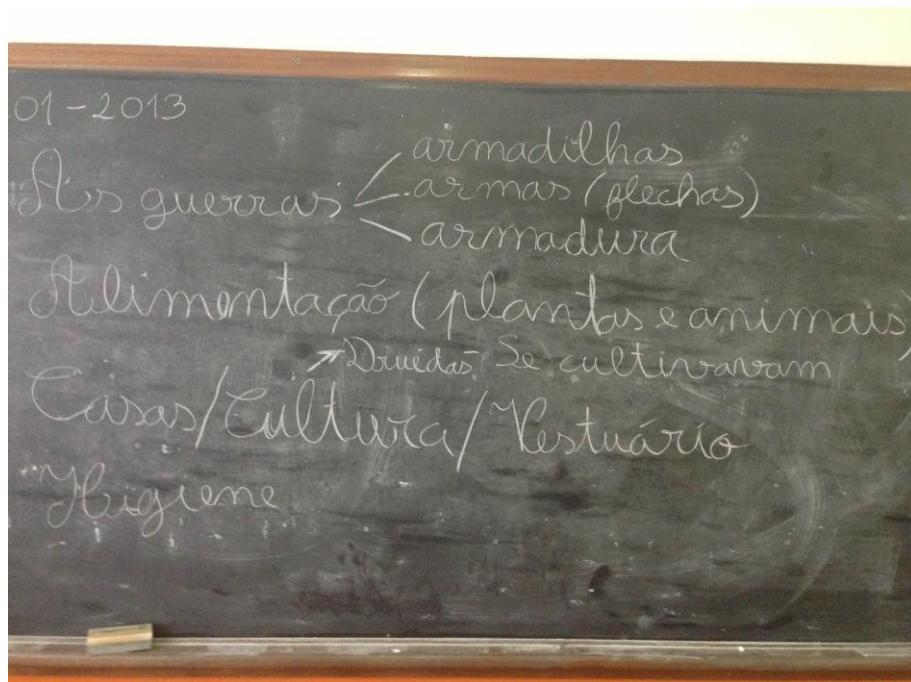 01-2013
armadilhas
As guerras armas (flechas)
armadura
Alimentação (plantas e animais)
Druidas Se cultivavam
Casas/Cultura/Vestuário
Higiene